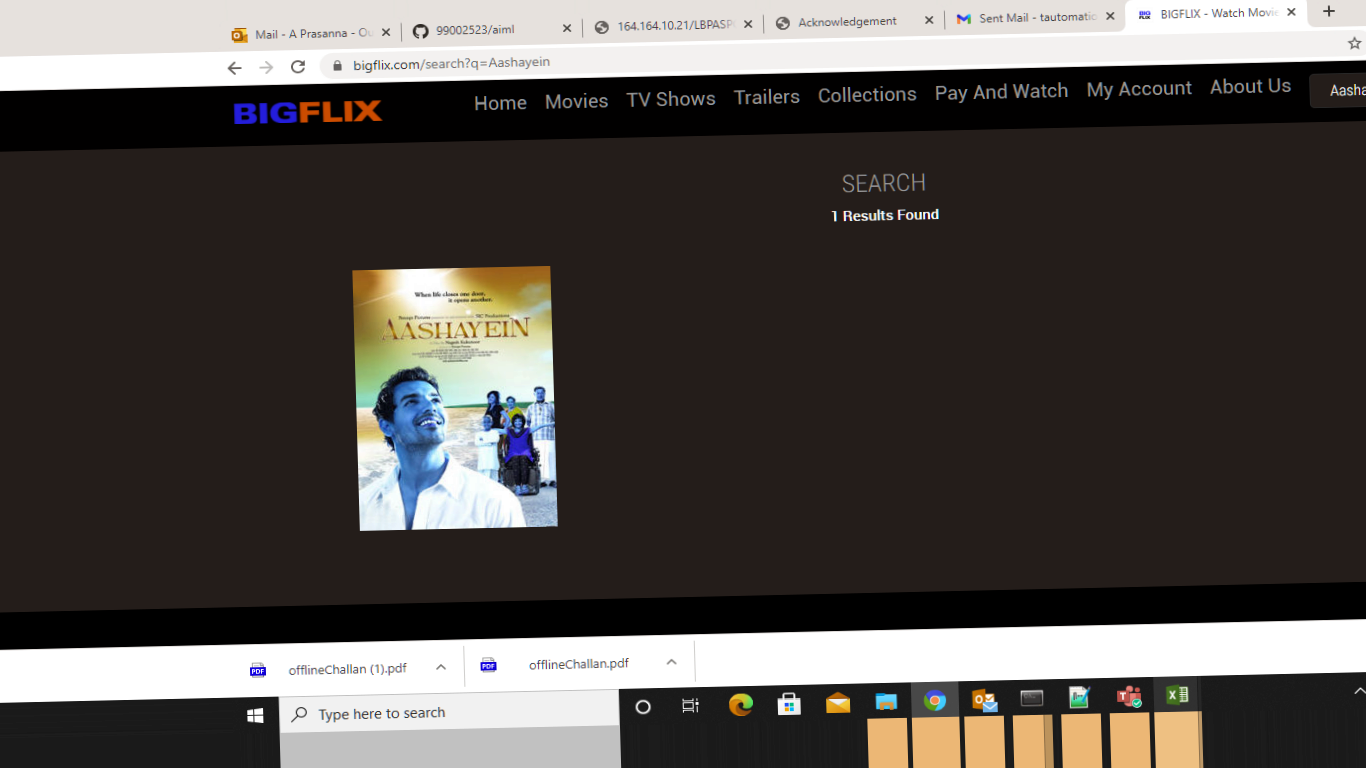 Mail - A Prasanna - Ou
99002523/aiml
164.164.10.21/LBPASP
Acknowledgement
Sent Mail - tautomatic
BIGFLIX - Watch Movie
bigflix.com/search?q=Aashayein
BIGFLIX
Home Movies TV Shows Trailers Collections Pay And Watch My Account About Us
Aasha
SEARCH
1 Results Found
When life closes one door,
it opens another.
AASHAYEIN
offlineChallan (1).pdf
offlineChallan.pdf
Type here to search